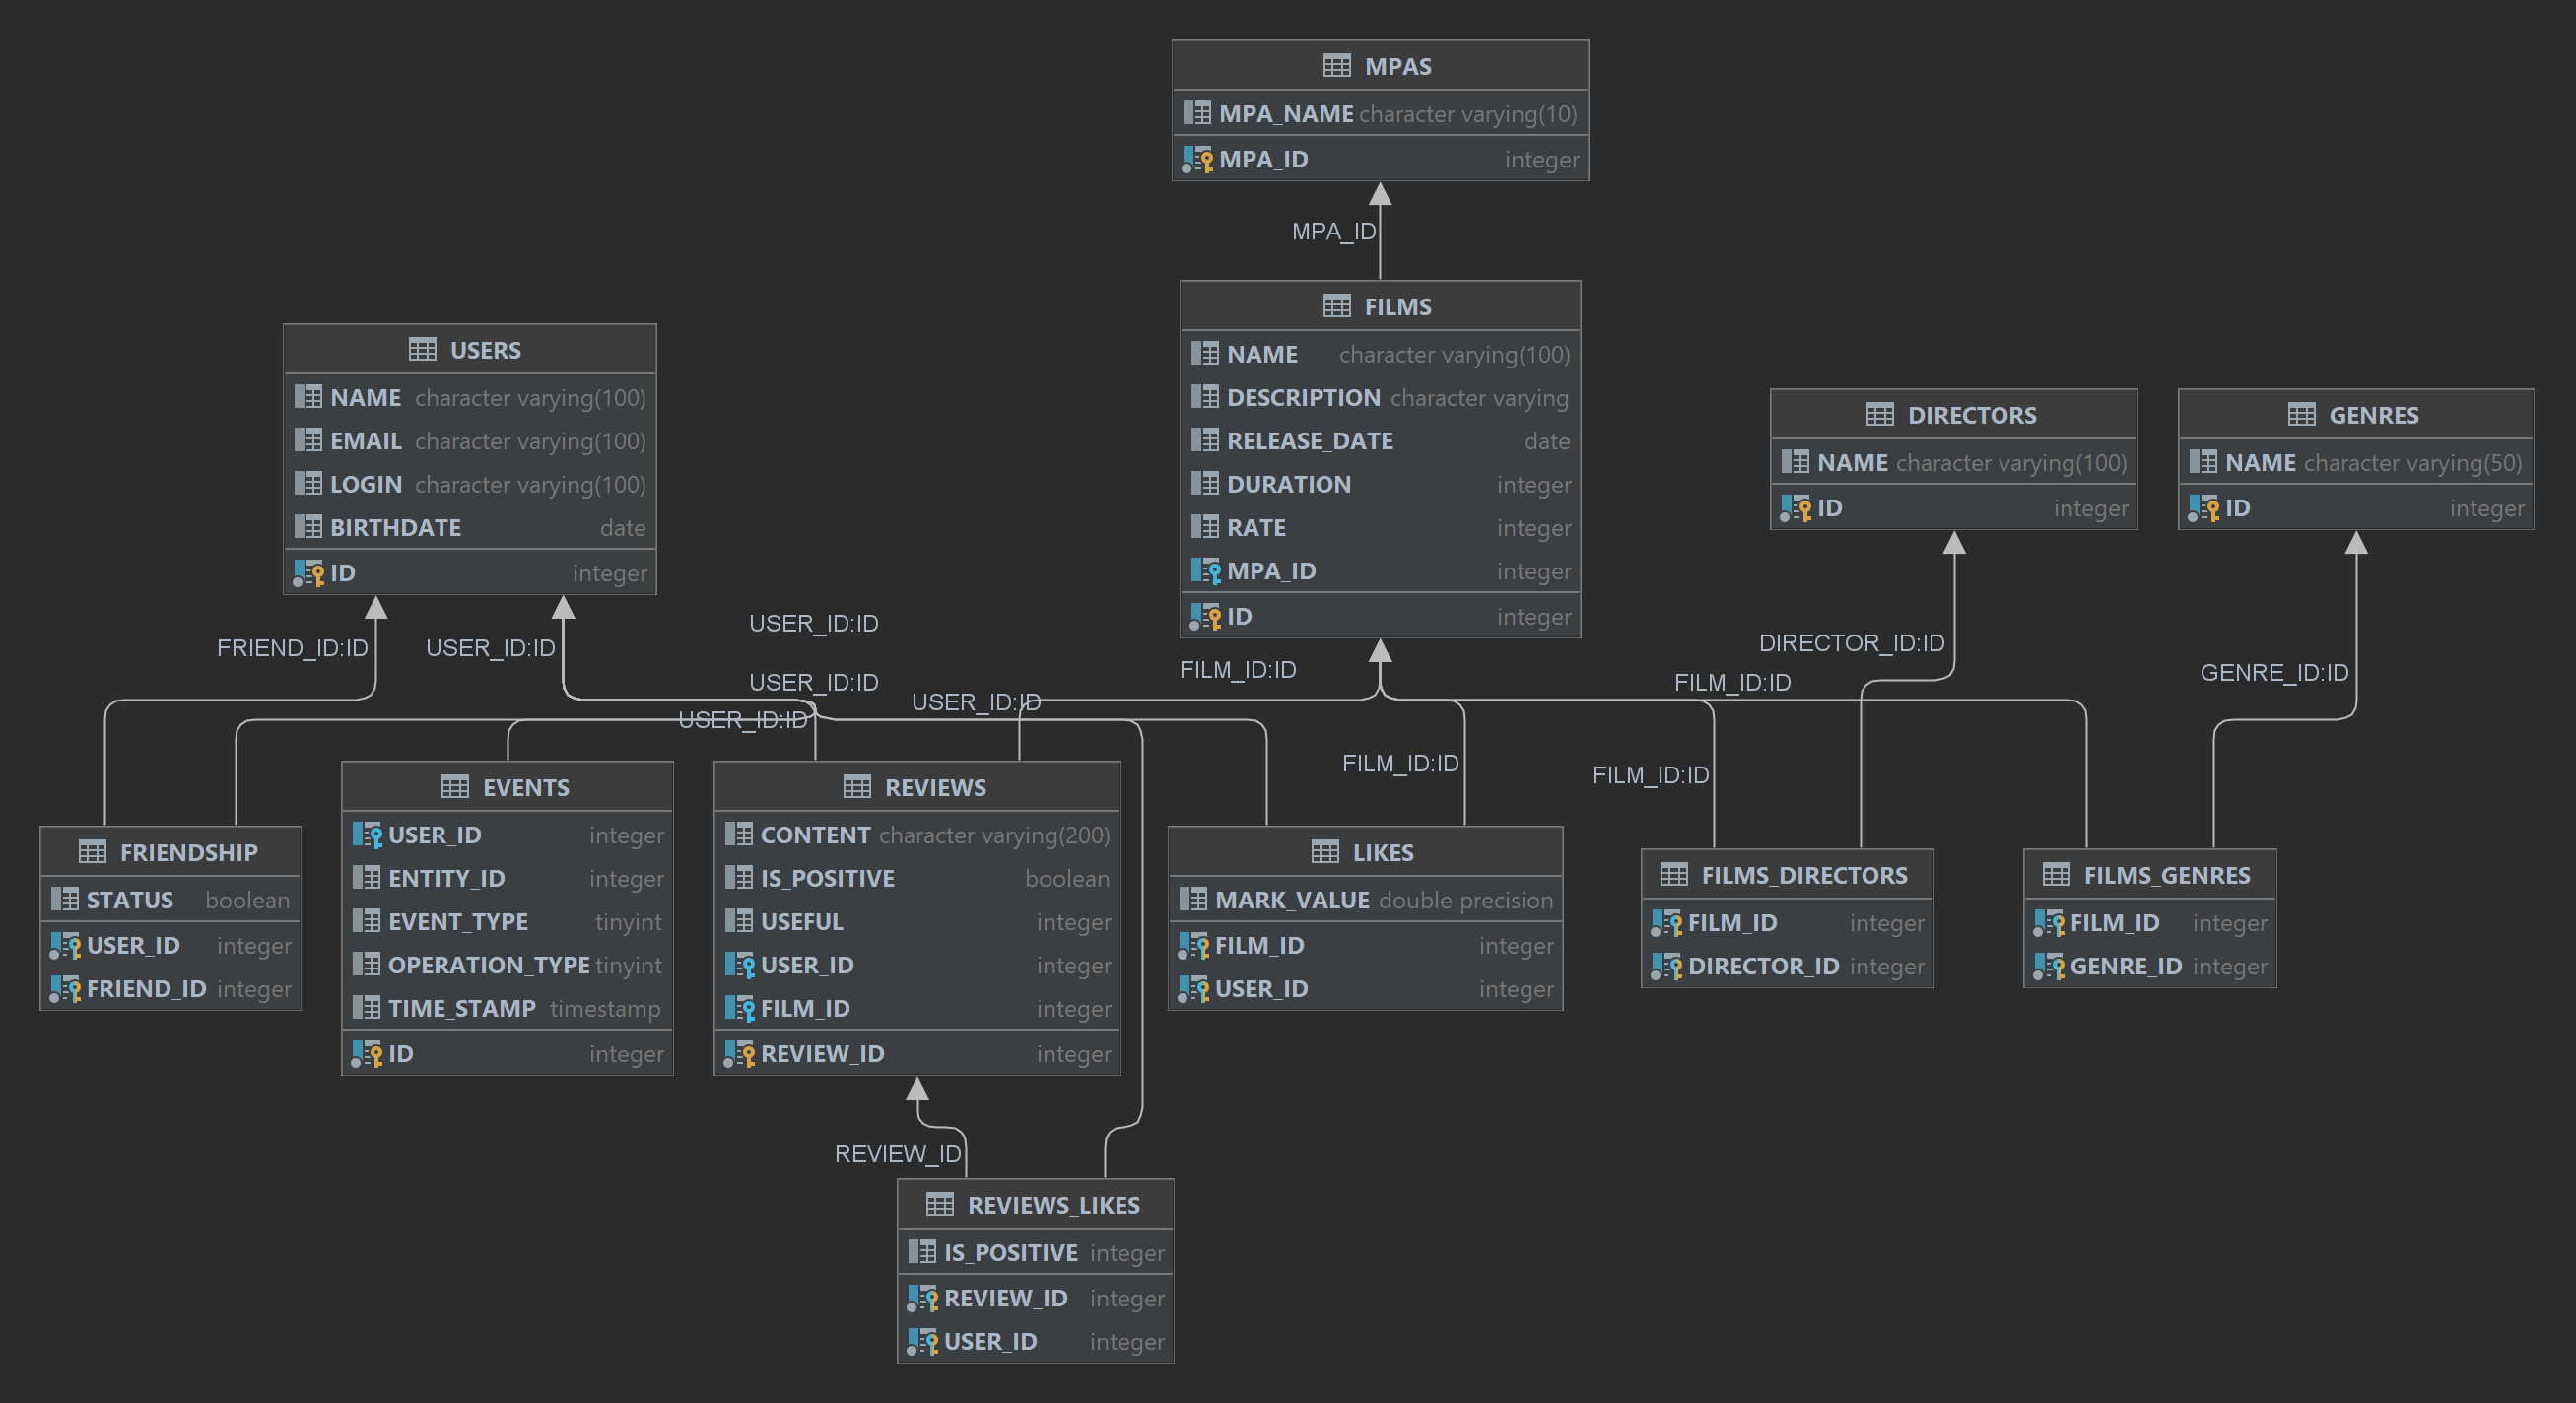 MPAS
MPA_NAME character varying(10)
MPA_ID integer
MPA_ID
FILMS
NAME character varying(100)
DESCRIPTION character varying
RELEASE_DATE date
DURATION integer
RATE integer
MPA_ID integer
ID integer
USERS
NAME character varying(100)
EMAIL character varying(100)
LOGIN character varying(100)
BIRTHDATE date
ID integer
DIRECTORS
NAME character varying(100)
ID integer
GENRES
NAME character varying(50)
ID integer
FRIEND_ID:ID
USER_ID:ID
USER_ID:ID
USER_ID:ID
USER_ID:ID
USER_ID:ID
FILM_ID:ID
FILM_ID:ID
FILM_ID:ID
FILM_ID:ID
DIRECTOR_ID:ID
GENRE_ID:ID
FRIENDSHIP
STATUS boolean
USER_ID integer
FRIEND_ID integer
EVENTS
USER_ID integer
ENTITY_ID integer
EVENT_TYPE tinyint
OPERATION_TYPE tinyint
TIME_STAMP timestamp
ID integer
REVIEWS
CONTENT character varying(200)
IS_POSITIVE boolean
USEFUL integer
USER_ID integer
FILM_ID integer
REVIEW_ID integer
LIKES
MARK_VALUE double precision
FILM_ID integer
USER_ID integer
FILMS_DIRECTORS
FILM_ID integer
DIRECTOR_ID integer
FILMS_GENRES
FILM_ID integer
GENRE_ID integer
REVIEW_ID
REVIEWS_LIKES
IS_POSITIVE integer
REVIEW_ID integer
USER_ID integer